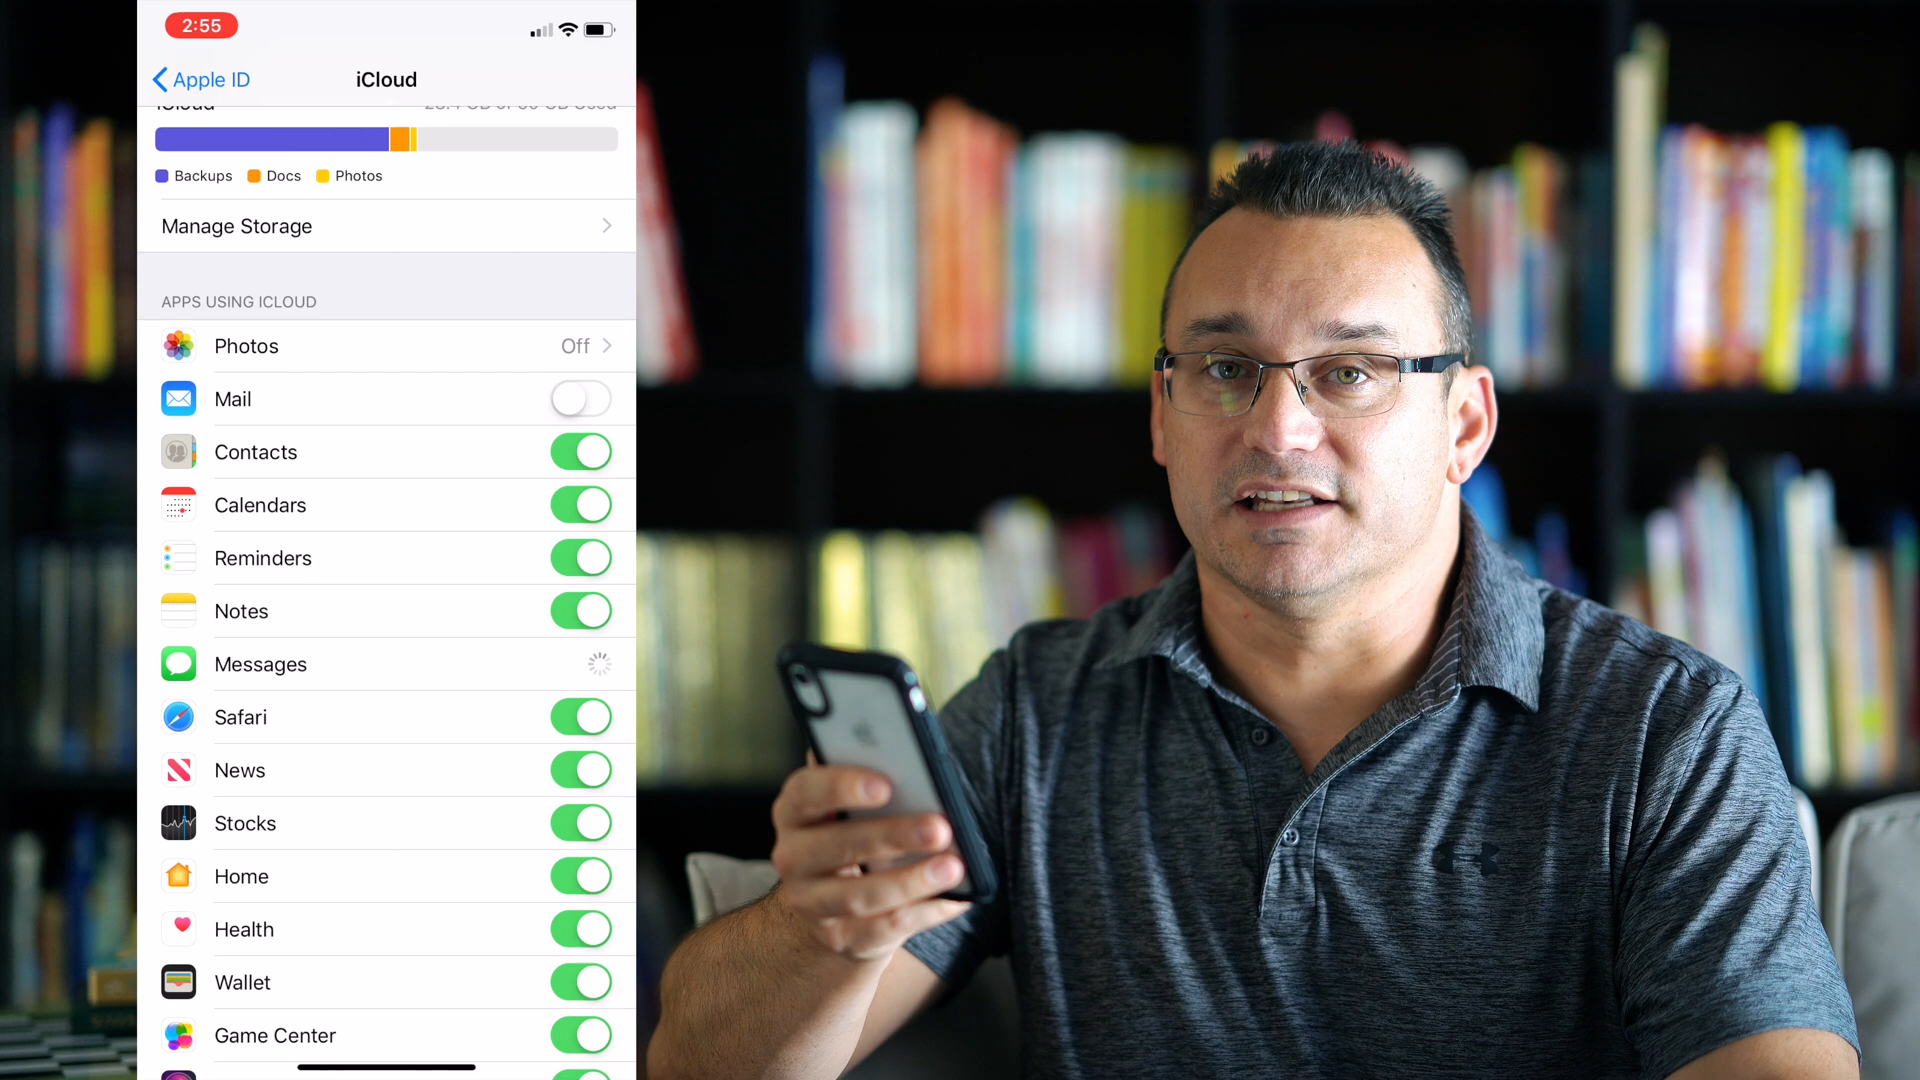 2:55
Apple ID
iCloud
Backups Docs Photos
Manage Storage
APPS USING ICLOUD
Photos Off
Mail
Contacts
Calendars
Reminders
Notes
Messages
Safari
News
Stocks
Home
Health
Wallet
Game Center